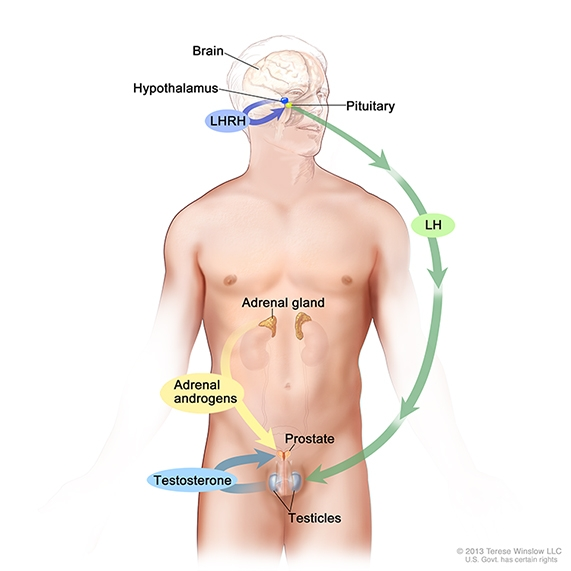 Brain
Hypothalamus
Pituitary
LHRH
LH
Adrenal gland
Adrenal
androgens
Prostate
Testosterone
Testicles
© 2013 Terese Winslow LLC
U.S. Govt. has certain rights